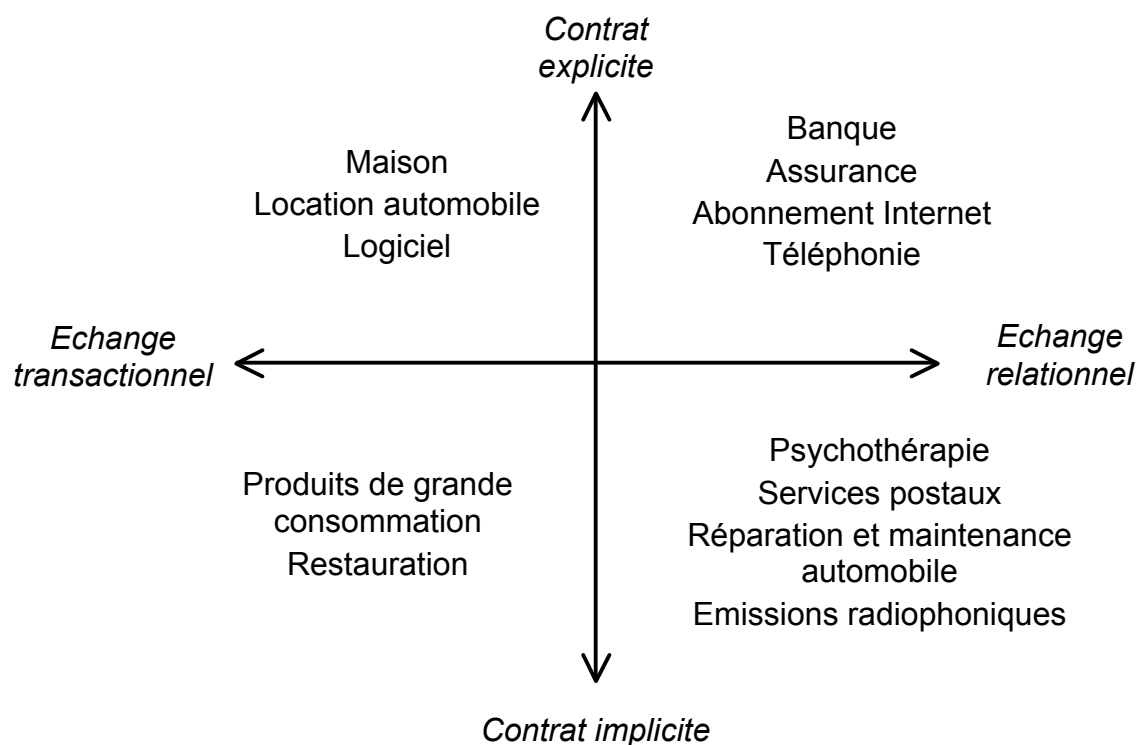 Contrat
explicite
Maison
Location automobile
Logiciel
Banque
Assurance
Abonnement Internet
Téléphonie
Echange
transactionnel
Echange
relationnel
Produits de grande
consommation
Restauration
Psychothérapie
Services postaux
Réparation et maintenance
automobile
Emissions radiophoniques
Contrat implicite